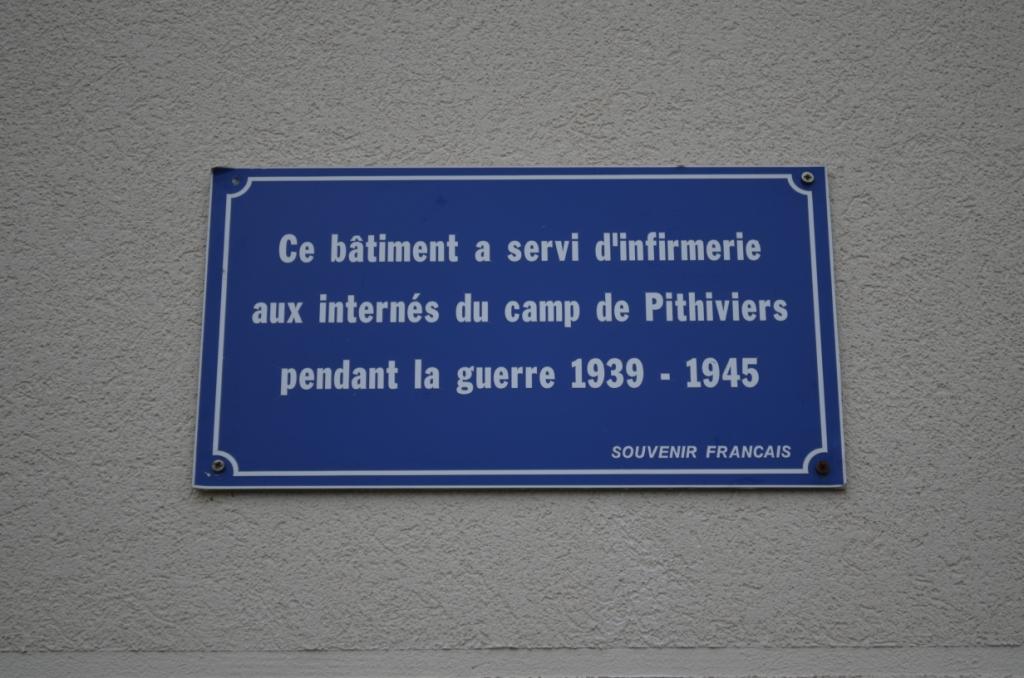 Ce bâtiment a servi d'infirmerie
aux internés du camp de Pithiviers
pendant la guerre 1939 - 1945
SOUVENIR FRANCAIS